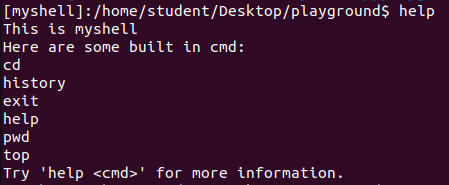 [myshell]:/home/student/Desktop/playground$ help
This is myshell
Here are some built in cmd:
cd
history
exit
help
pwd
top
Try 'help <cmd>' for more information.